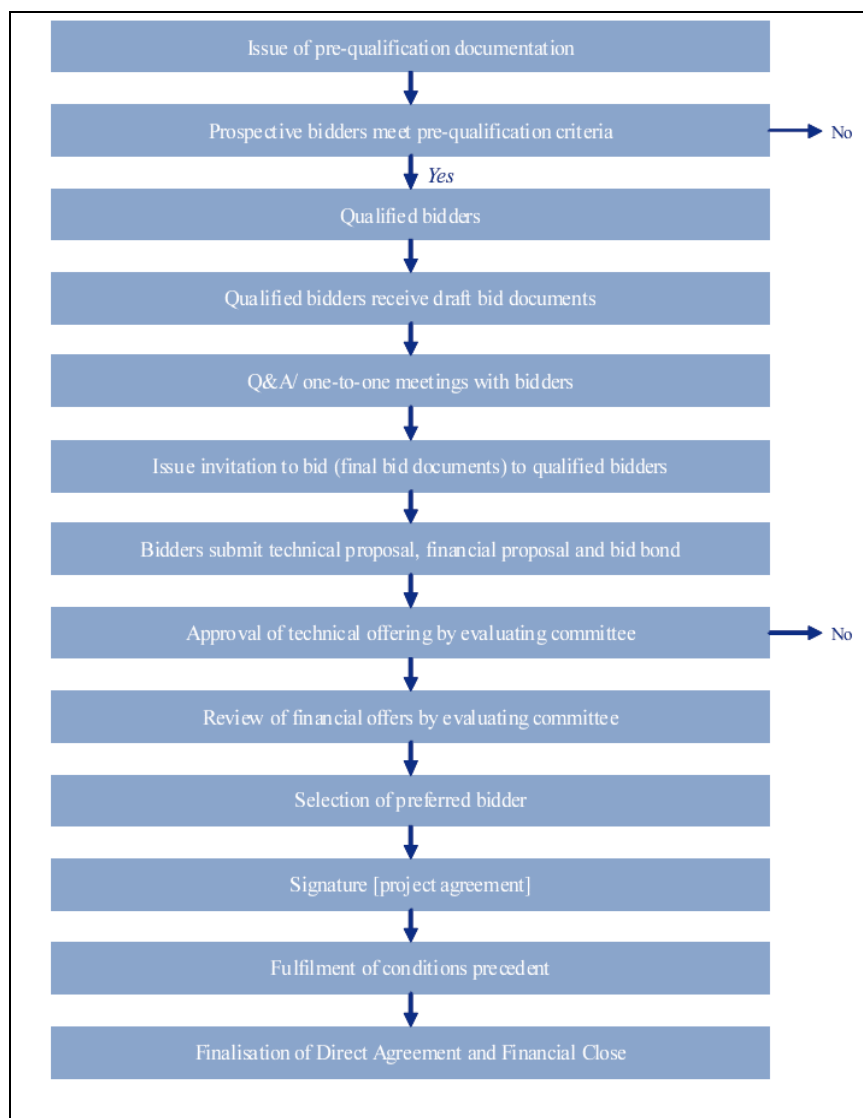 Issue of pre-qualification documentation
Prospective bidders meet pre-qualification criteria
No
Yes
Qualified bidders
Qualified bidders receive draft bid documents
Q&A/ one-to-one meetings with bidders
Issue invitation to bid (final bid documents) to qualified bidders
Bidders submit technical proposal, financial proposal and bid bond
Approval of technical offering by evaluating committee
No
Review of financial offers by evaluating committee
Selection of preferred bidder
Signature [project agreement]
Fulfilment of conditions precedent
Finalisation of Direct Agreement and Financial Close